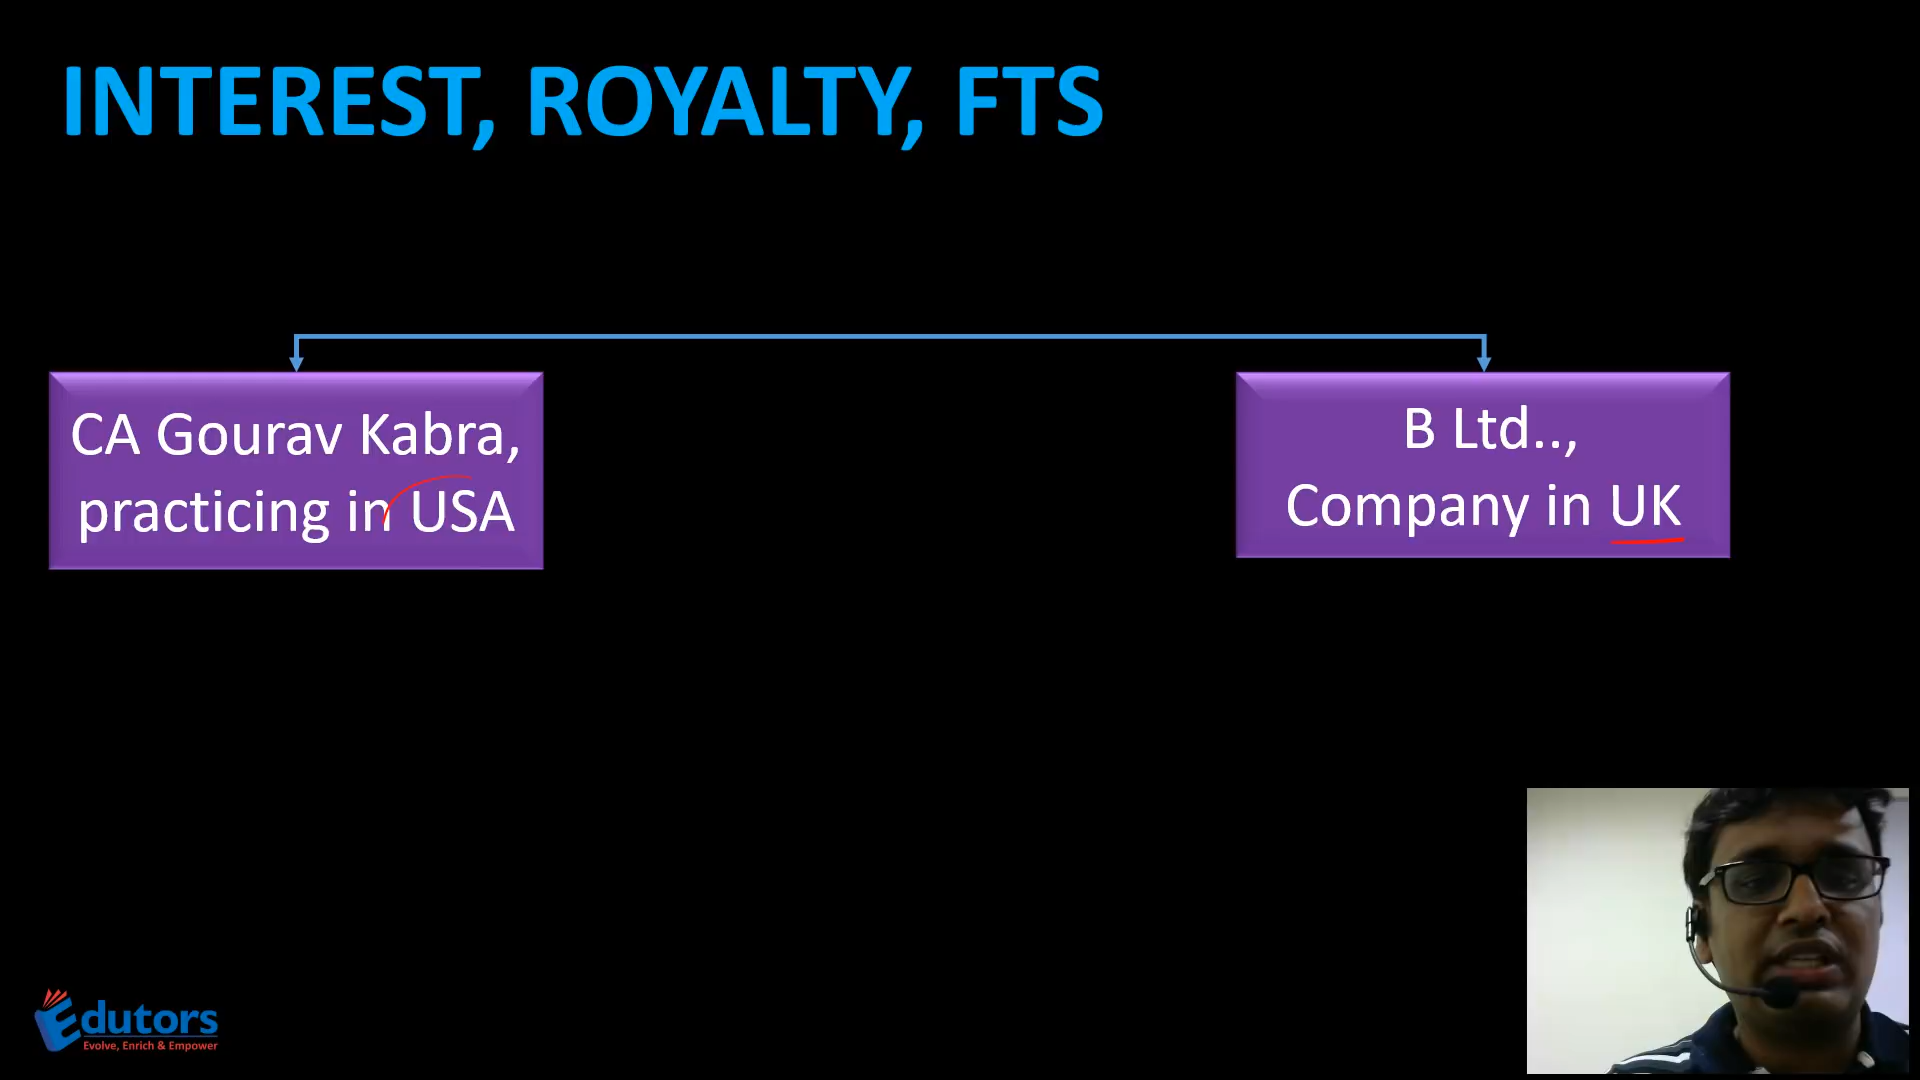 INTEREST, ROYALTY, FTS
CA Gourav Kabra,
practicing in USA
B Ltd..,
Company in UK
Edutors
Evolve, Enrich & Empower